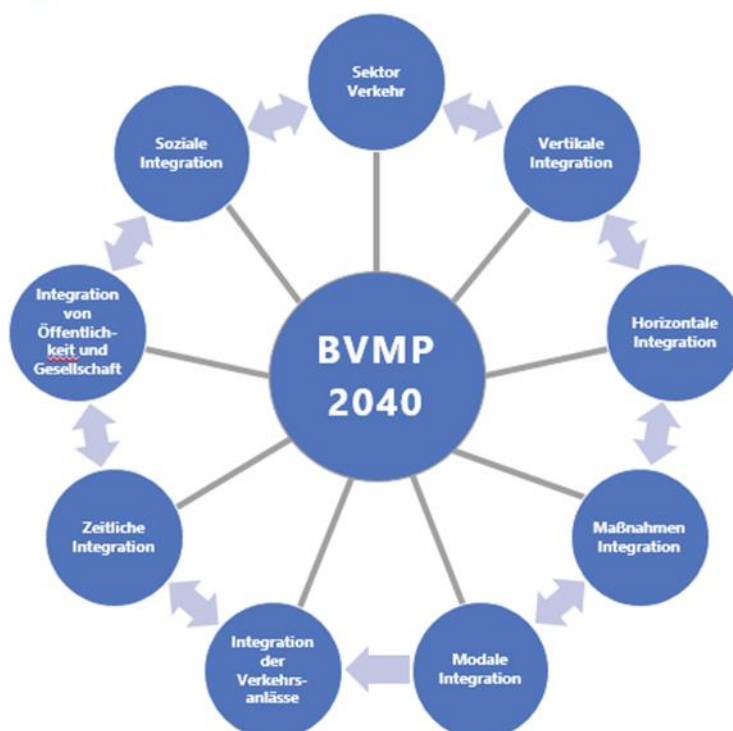 Sektor
Verkehr
Soziale
Integration
Vertikale
Integration
Integration
von
Öffentlich-
keit und
Gesellschaft
Horizontale
Integration
BVMP
2040
Zeitliche
Integration
Maßnahmen
Integration
Integration
der
Verkehrs-
anlässe
Modale
Integration